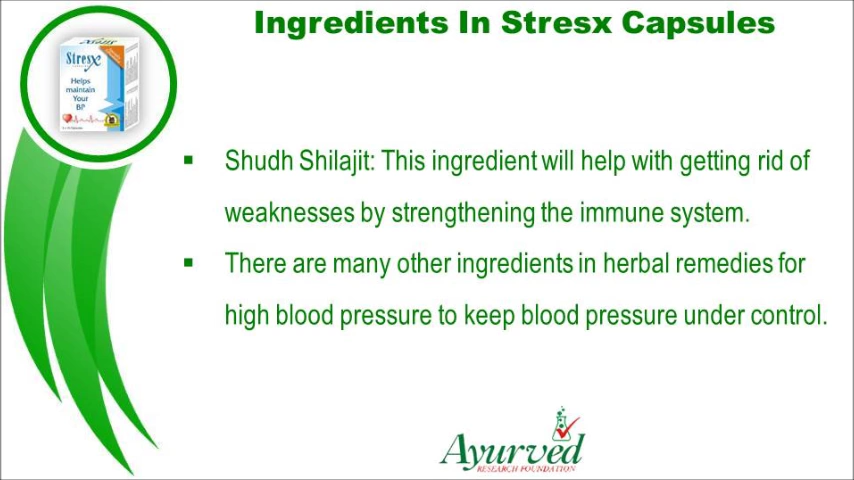 Ingredients In Stresx Capsules
Stresx
Helps
maintain
Your
BP
▪ Shudh Shilajit: This ingredient will help with getting rid of
weaknesses by strengthening the immune system.
▪ There are many other ingredients in herbal remedies for
high blood pressure to keep blood pressure under control.
Ayurved
RESEARCH FOUNDATION